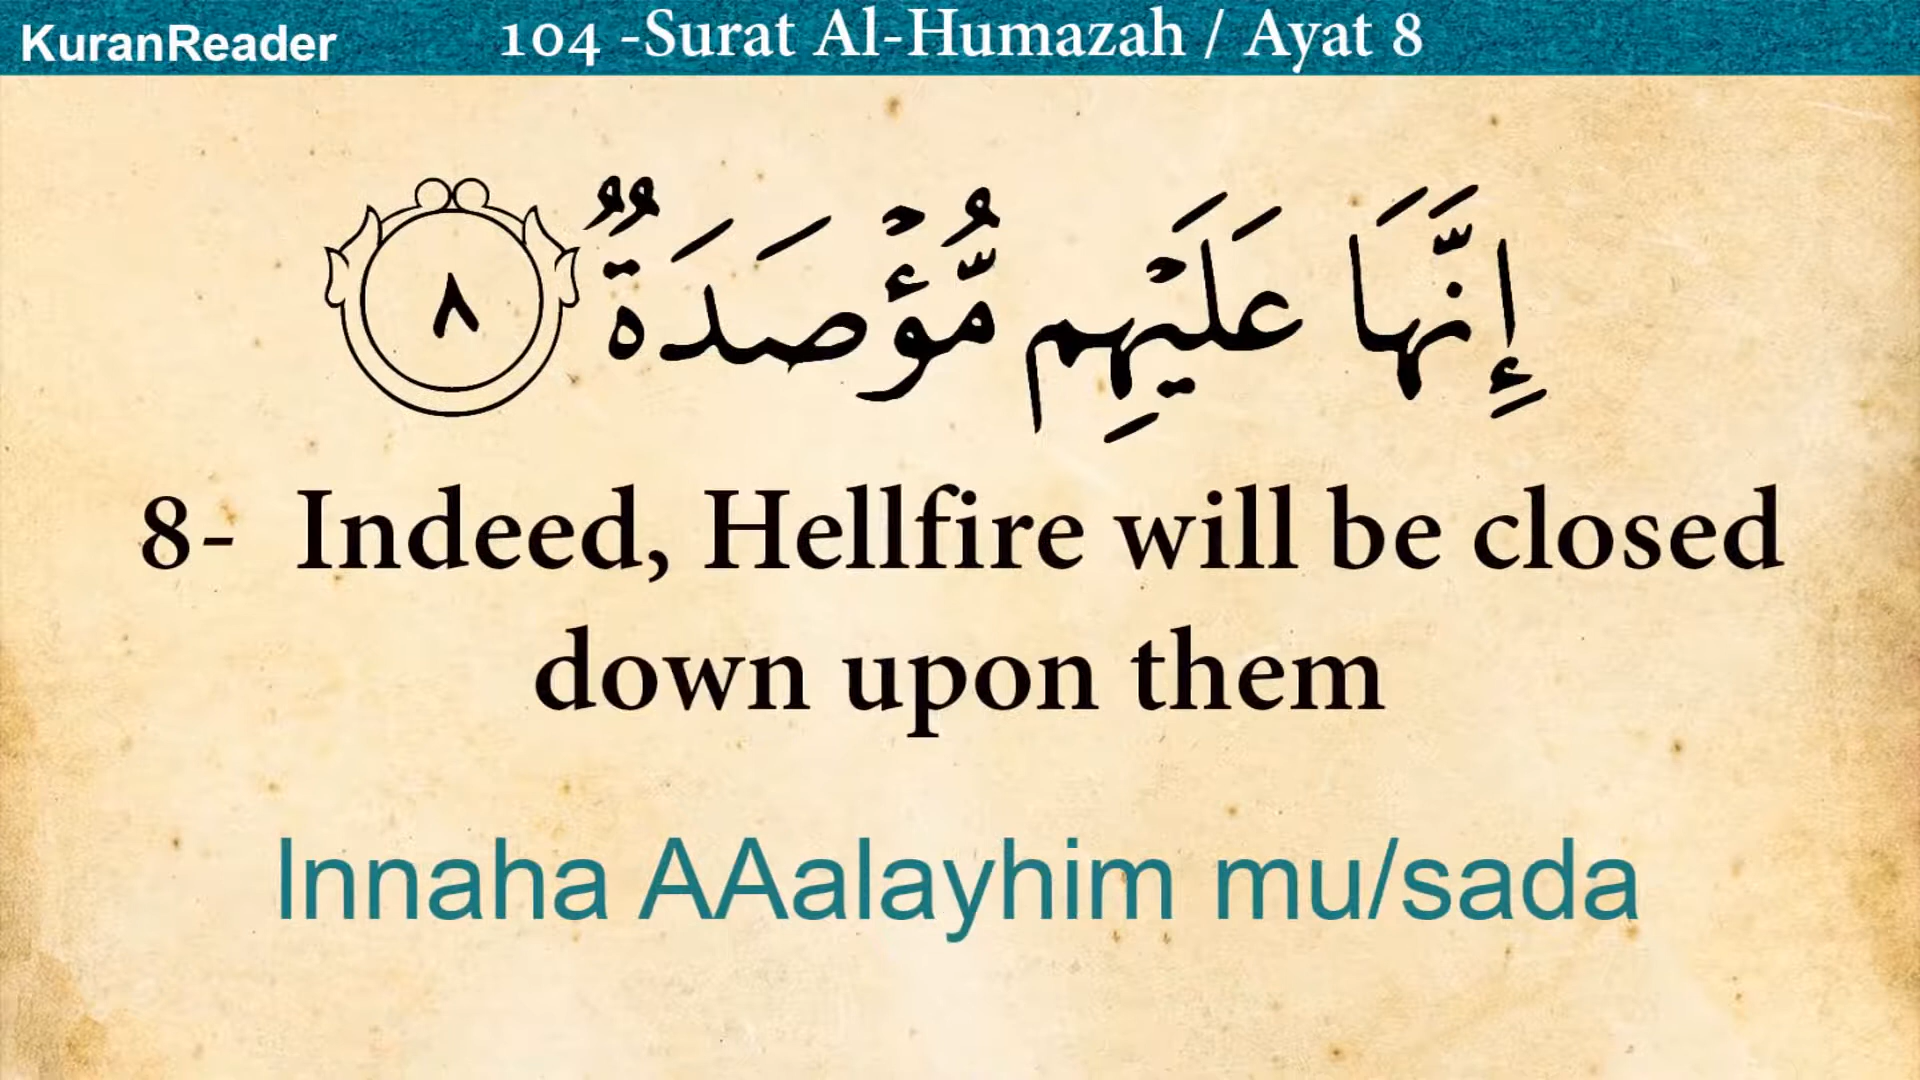 KuranReader
104 -Surat Al-Humazah / Ayat 8
إِنَّهَا عَلَيْهِم مُّؤْصَدَةٌ ٨
8- Indeed, Hellfire will be closed
down upon them
Innaha AAalayhim mu/sada